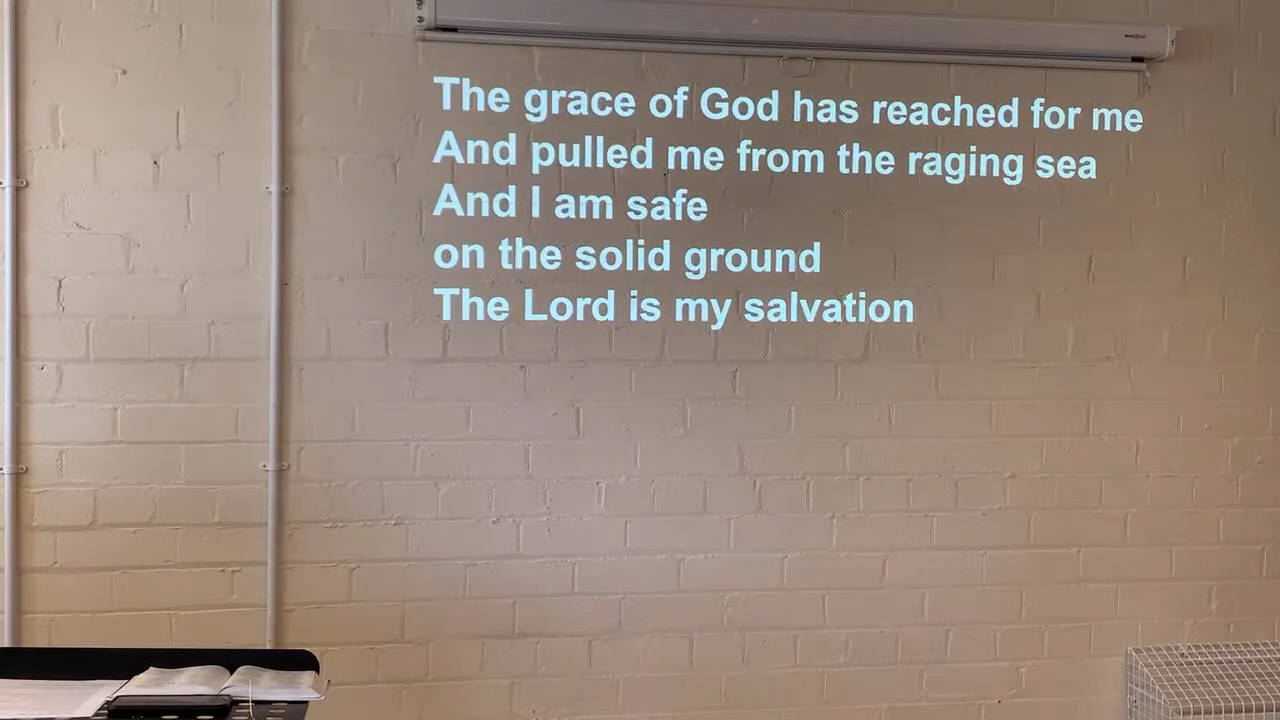 The grace of God has reached for me
And pulled me from the raging sea
And I am safe
on the solid ground
The Lord is my salvation